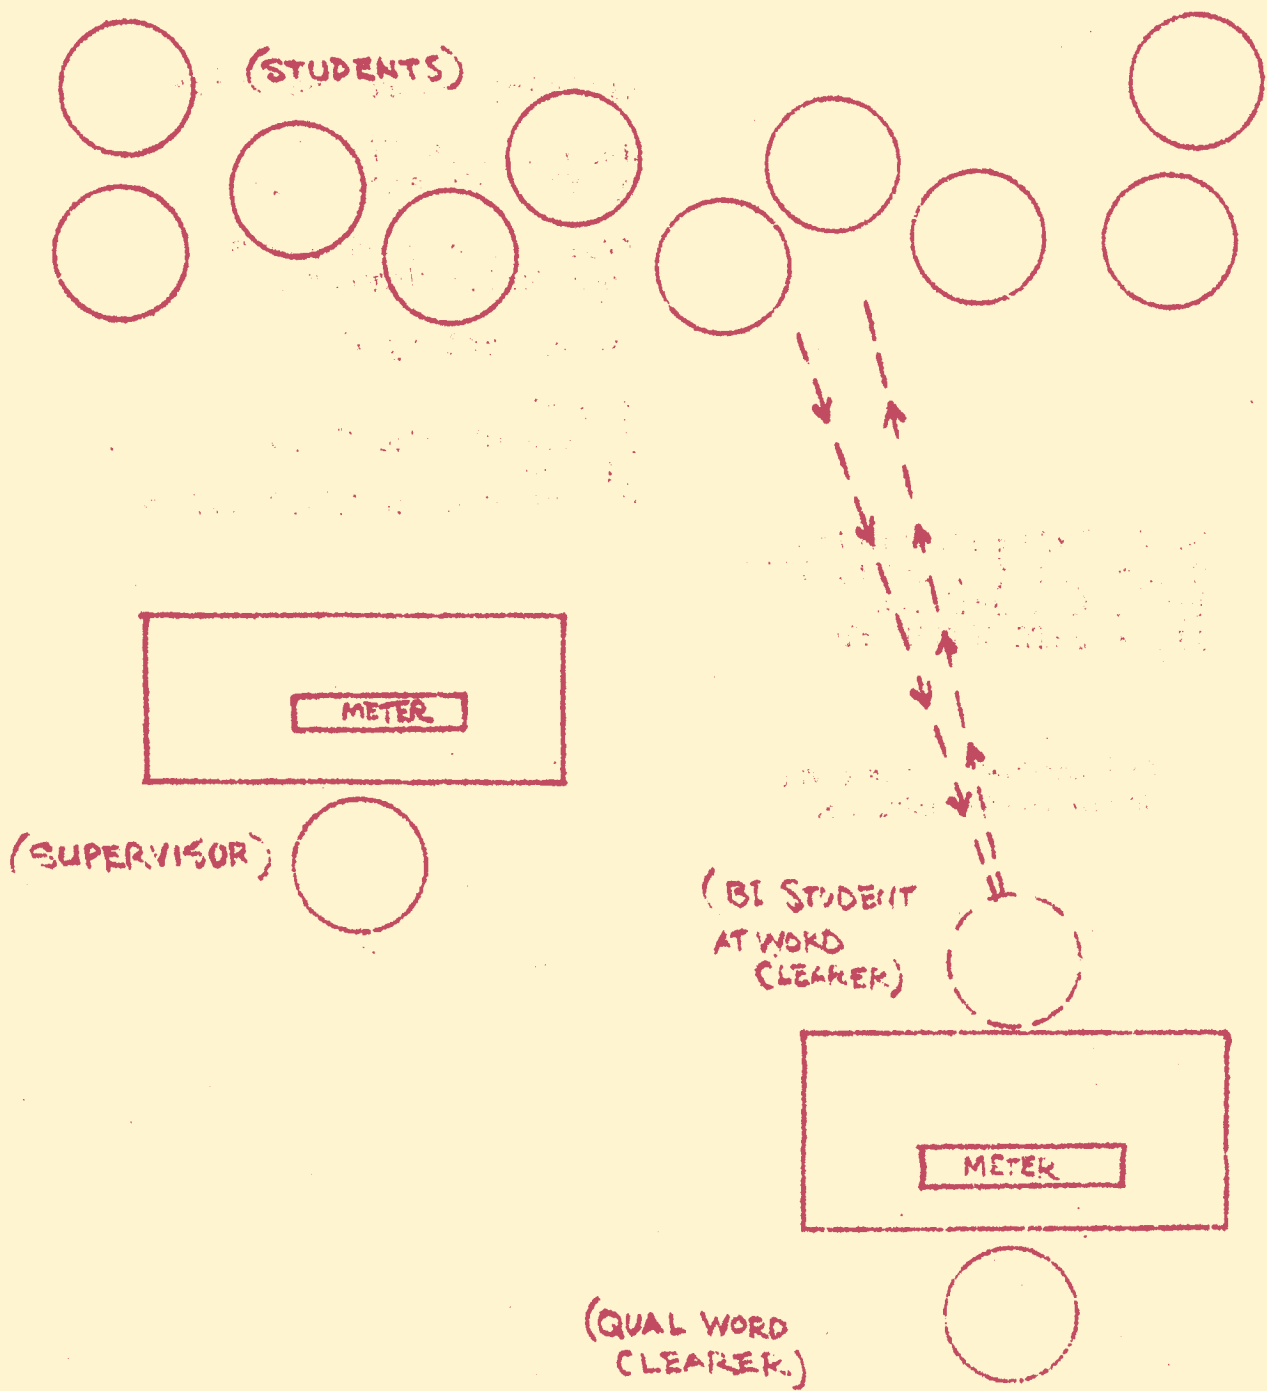 (STUDENTS)
METER
(SUPERVISOR)
(BI STUDENT
AT WORD
CLEARER)
METER
(QUAL WORD
CLEARER)